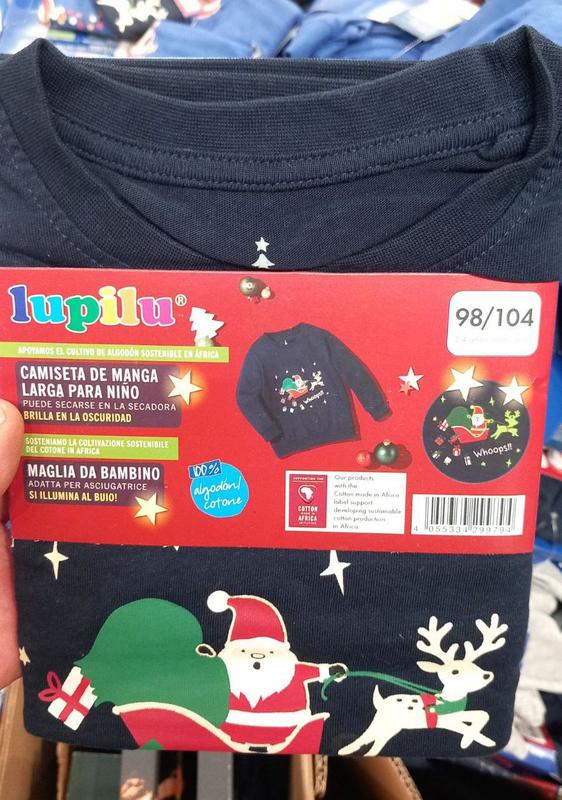 lupilu®
98/104
APOYAMOS EL CULTIVO DE ALGODÓN SOSTENIBLE EN ÁFRICA
CAMISETA DE MANGA
LARGA PARA NIÑO
PUEDE SECARSE EN LA SECADORA
BRILLA EN LA OSCURIDAD
SOSTENIAMO LA COLTIVAZIONE SOSTENIBILE
DEL COTONE IN AFRICA
MAGLIA DA BAMBINO
ADATTA PER ASCIUGATRICE
SI ILLUMINA AL BUIO!
100%
algodón/
cotone
Whoops!!
Whoops!!
SUPPORTING THE
COTTON
MADE IN
AFRICA
INITIATIVE
Our products
with the
Cotton made in Africa
label support
developing sustainable
cotton production
in Africa.
4 055334 299794